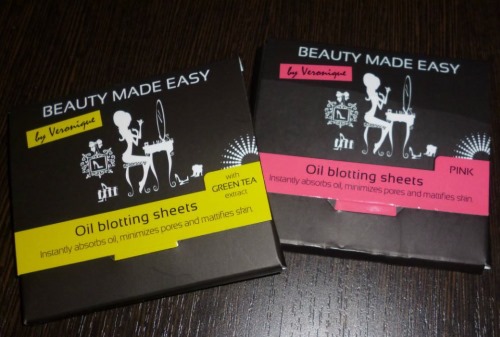 BEAUTY MADE EASY
by Veronique
with
GREEN TEA
extract
Oil blotting sheets
Instantly absorbs oil, minimizes pores and mattifies skin.
BEAUTY MADE EASY
by Veronique
PINK
Oil blotting sheets
Instantly absorbs oil, minimizes pores and mattifies skin.